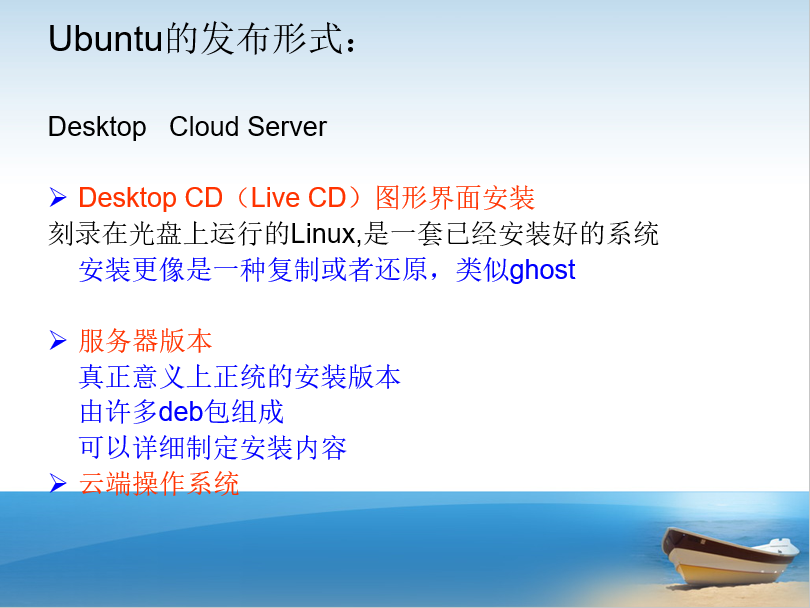 Ubuntu的发布形式：
Desktop Cloud Server
Desktop CD（Live CD）图形界面安装
刻录在光盘上运行的Linux,是一套已经安装好的系统
安装更像是一种复制或者还原，类似ghost
服务器版本
真正意义上正统的安装版本
由许多deb包组成
可以详细制定安装内容
云端操作系统